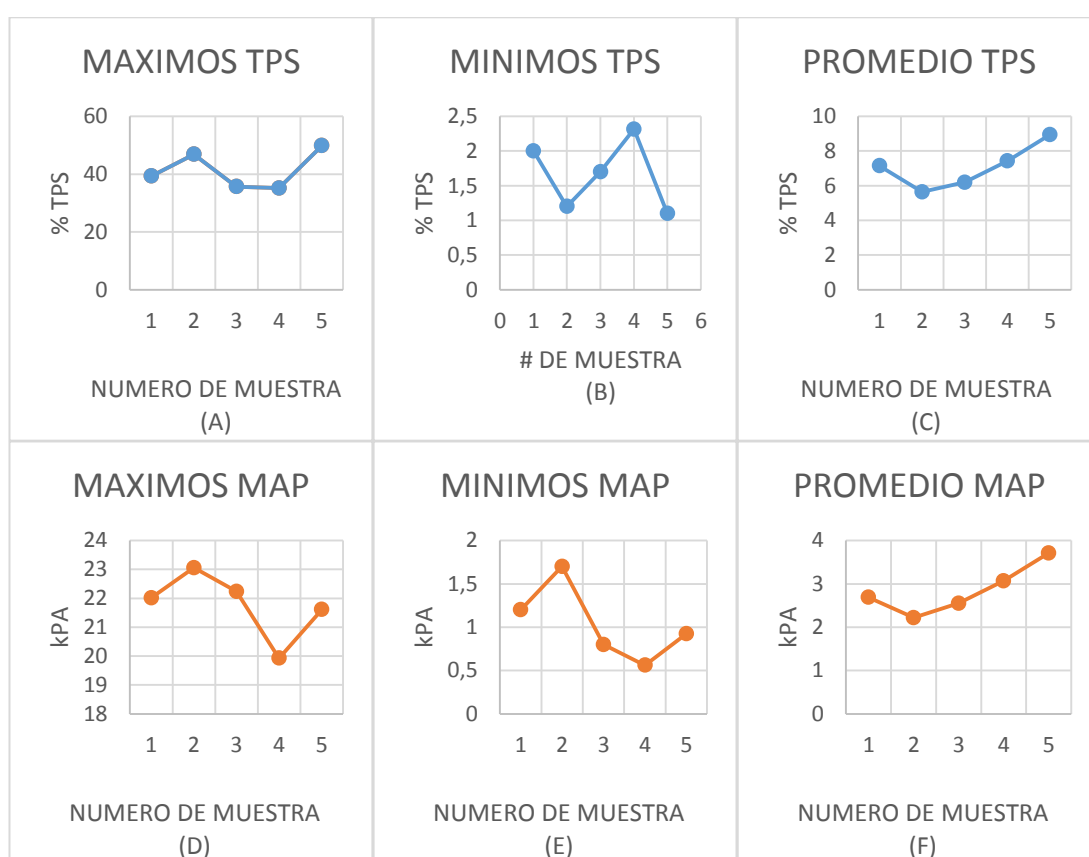 MAXIMOS TPS
60
40
20
0
% TPS
1 2 3 4 5
NUMERO DE MUESTRA
(A)
MINIMOS TPS
2,5
2
1,5
1
0,5
0
% TPS
0 1 2 3 4 5 6
# DE MUESTRA
(B)
PROMEDIO TPS
10
8
6
4
2
0
% TPS
1 2 3 4 5
NUMERO DE MUESTRA
(C)
MAXIMOS MAP
24
23
22
21
20
19
18
kPA
1 2 3 4 5
NUMERO DE MUESTRA
(D)
MINIMOS MAP
2
1,5
1
0,5
0
kPA
1 2 3 4 5
NUMERO DE MUESTRA
(E)
PROMEDIO MAP
4
3
2
1
0
kPA
1 2 3 4 5
NUMERO DE MUESTRA
(F)